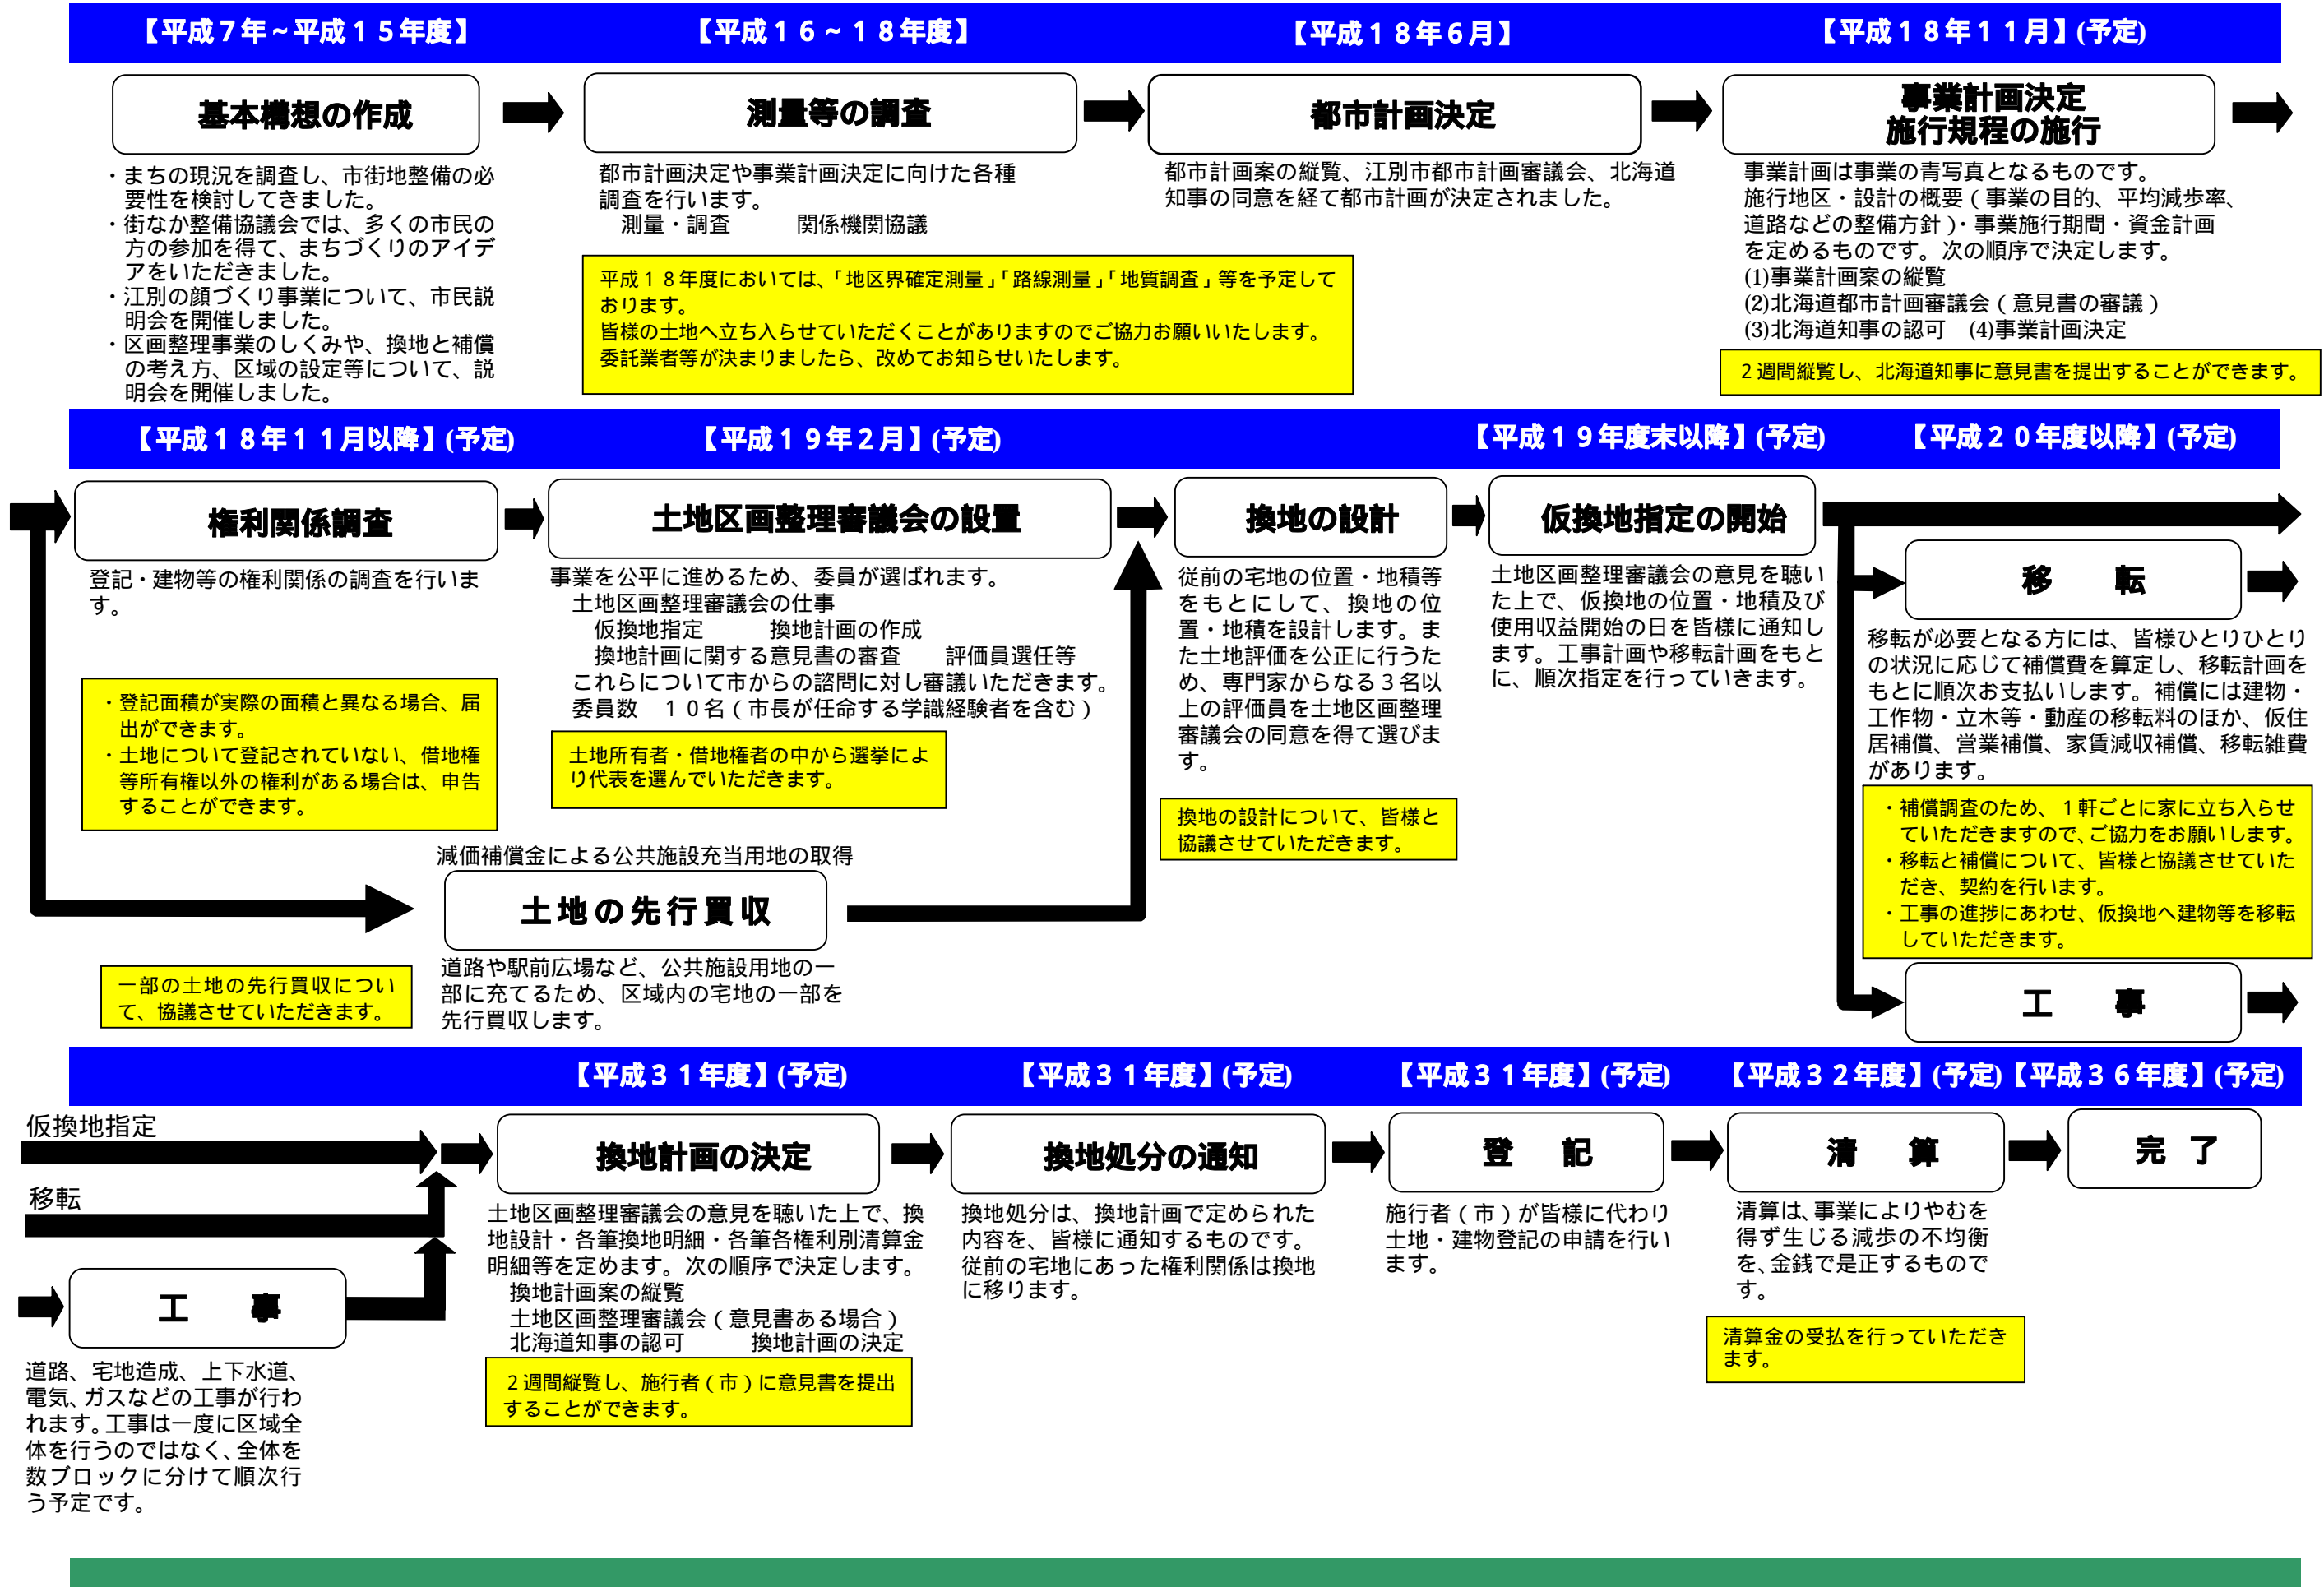 【平成７年~平成１５年度】
【平成１６~１８年度】
【平成１８年６月】
【平成１８年１１月】(予定)
基本構想の作成
・まちの現況を調査し、市街地整備の必
要性を検討してきました。
・街なか整備協議会では、多くの市民の
方の参加を得て、まちづくりのアイデ
アをいただきました。
・江別の顔づくり事業について、市民説
明会を開催しました。
・区画整理事業のしくみや、換地と補償
の考え方、区域の設定等について、説
明会を開催しました。
測量等の調査
都市計画決定や事業計画決定に向けた各種
調査を行います。
測量・調査　　　関係機関協議
平成１８年度においては、「地区界確定測量」「路線測量」「地質調査」等を予定して
おります。
皆様の土地へ立ち入らせていただくことがありますのでご協力お願いいたします。
委託業者等が決まりましたら、改めてお知らせいたします。
都市計画決定
都市計画案の縦覧、江別市都市計画審議会、北海道
知事の同意を経て都市計画が決定されました。
事業計画決定
施行規程の施行
事業計画は事業の青写真となるものです。
施行地区・設計の概要（事業の目的、平均減歩率、
道路などの整備方針）・事業施行期間・資金計画
を定めるものです。次の順序で決定します。
(1)事業計画案の縦覧
(2)北海道都市計画審議会（意見書の審議）
(3)北海道知事の認可　(4)事業計画決定
２週間縦覧し、北海道知事に意見書を提出することができます。
【平成１８年１１月以降】(予定)
【平成１９年２月】(予定)
【平成１９年度末以降】(予定)
【平成２０年度以降】(予定)
権利関係調査
登記・建物等の権利関係の調査を行いま
す。
・登記面積が実際の面積と異なる場合、届
出ができます。
・土地について登記されていない、借地権
等所有権以外の権利がある場合は、申告
することができます。
土地区画整理審議会の設置
事業を公平に進めるため、委員が選ばれます。
土地区画整理審議会の仕事
仮換地指定　　　換地計画の作成
換地計画に関する意見書の審査　　評価員選任等
これらについて市からの諮問に対し審議いただきます。
委員数　１０名（市長が任命する学識経験者を含む）
土地所有者・借地権者の中から選挙によ
り代表を選んでいただきます。
減価補償金による公共施設充当用地の取得
土地の先行買収
道路や駅前広場など、公共施設用地の一
部に充てるため、区域内の宅地の一部を
先行買収します。
一部の土地の先行買収につい
て、協議させていただきます。
換地の設計
従前の宅地の位置・地積等
をもとにして、換地の位
置・地積を設計します。ま
た土地評価を公正に行うた
め、専門家からなる３名以
上の評価員を土地区画整理
審議会の同意を得て選びま
す。
換地の設計について、皆様と
協議させていただきます。
仮換地指定の開始
土地区画整理審議会の意見を聴い
た上で、仮換地の位置・地積及び
使用収益開始の日を皆様に通知し
ます。工事計画や移転計画をもと
に、順次指定を行っていきます。
移　　転
移転が必要となる方には、皆様ひとりひとり
の状況に応じて補償費を算定し、移転計画を
もとに順次お支払いします。補償には建物・
工作物・立木等・動産の移転料のほか、仮住
居補償、営業補償、家賃減収補償、移転雑費
があります。
・補償調査のため、１軒ごとに家に立ち入らせ
ていただきますので、ご協力をお願いします。
・移転と補償について、皆様と協議させていた
だき、契約を行います。
・工事の進捗にあわせ、仮換地へ建物等を移転
していただきます。
工　　事
【平成３１年度】(予定)
【平成３１年度】(予定)
【平成３１年度】(予定)
【平成３２年度】(予定)【平成３６年度】(予定)
仮換地指定
移転
工　　事
道路、宅地造成、上下水道、
電気、ガスなどの工事が行わ
れます。工事は一度に区域全
体を行うのではなく、全体を
数ブロックに分けて順次行
う予定です。
換地計画の決定
土地区画整理審議会の意見を聴いた上で、換
地設計・各筆換地明細・各筆各権利別清算金
明細等を定めます。次の順序で決定します。
換地計画案の縦覧
土地区画整理審議会（意見書ある場合）
北海道知事の認可　　　換地計画の決定
２週間縦覧し、施行者（市）に意見書を提出
することができます。
換地処分の通知
換地処分は、換地計画で定められた
内容を、皆様に通知するものです。
従前の宅地にあった権利関係は換地
に移ります。
登　　記
施行者（市）が皆様に代わり
土地・建物登記の申請を行い
ます。
清　　算
清算は、事業によりやむを
得ず生じる減歩の不均衡
を、金銭で是正するもので
す。
清算金の受払を行っていただき
ます。
完　了